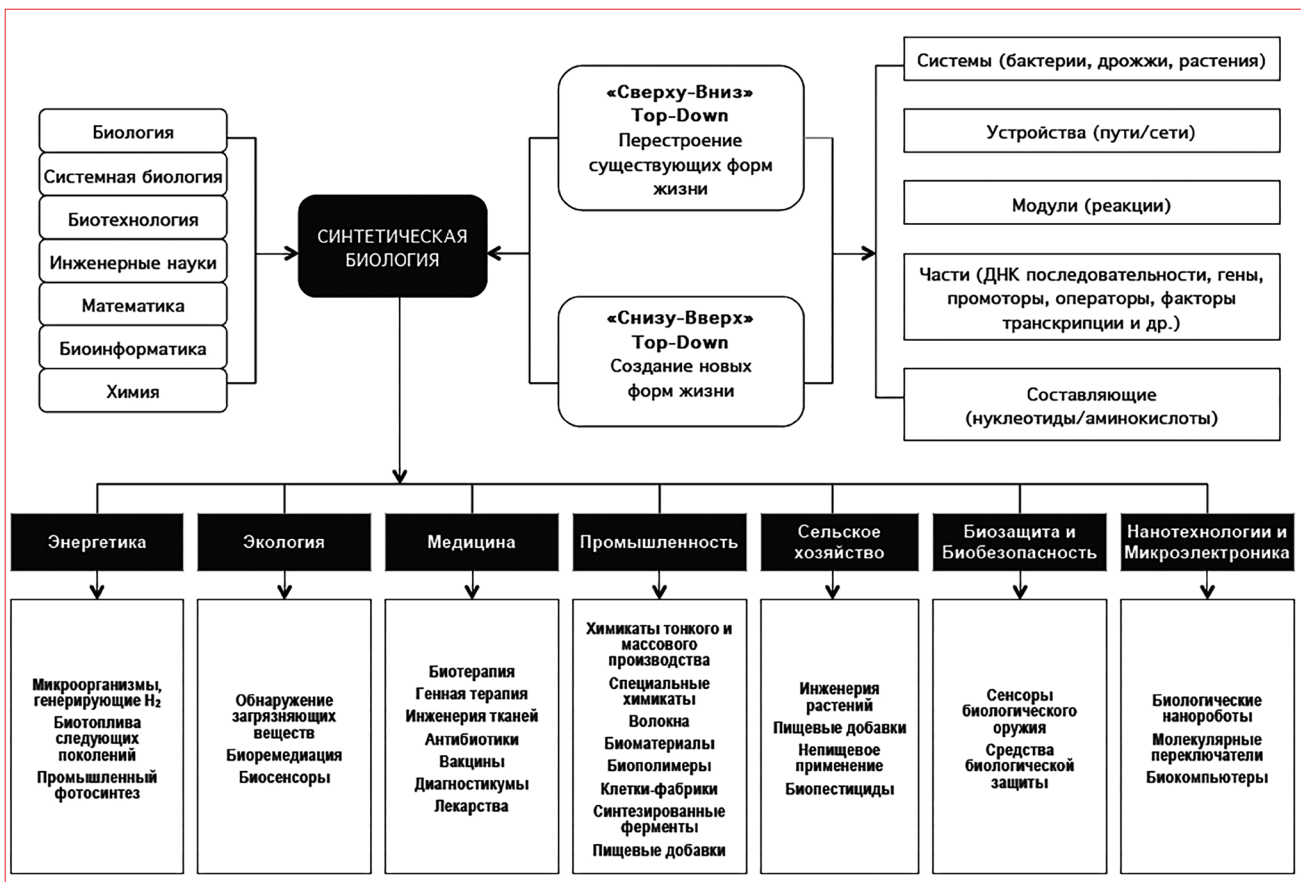 Биология
Системная биология
Биотехнология
Инженерные науки
Математика
Биоинформатика
Химия
СИНТЕТИЧЕСКАЯ
БИОЛОГИЯ
«Сверху-Вниз»
Top-Down
Перестроение
существующих форм
жизни
«Снизу-Вверх»
Top-Down
Создание новых
форм жизни
Системы (бактерии, дрожжи, растения)
Устройства (пути/сети)
Модули (реакции)
Части (ДНК последовательности, гены,
промоторы, операторы, факторы
транскрипции и др.)
Составляющие
(нуклеотиды/аминокислоты)
Энергетика
Микроорганизмы,
генерирующие H₂
Биотоплива
следующих
поколений
Промышленный
фотосинтез
Экология
Обнаружение
загрязняющих
веществ
Биоремедиация
Биосенсоры
Медицина
Биотерапия
Генная терапия
Инженерия тканей
Антибиотики
Вакцины
Диагностикумы
Лекарства
Промышленность
Химикаты тонкого и
массового
производства
Специальные
химикаты
Волокна
Биоматериалы
Биополимеры
Клетки-фабрики
Синтезированные
ферменты
Пищевые добавки
Сельское
хозяйство
Инженерия
растений
Пищевые добавки
Непищевое
применение
Биопестициды
Биозащита и
Биобезопасность
Сенсоры
биологического
оружия
Средства
биологической
защиты
Нанотехнологии и
Микроэлектроника
Биологические
нанороботы
Молекулярные
переключатели
Биокомпьютеры